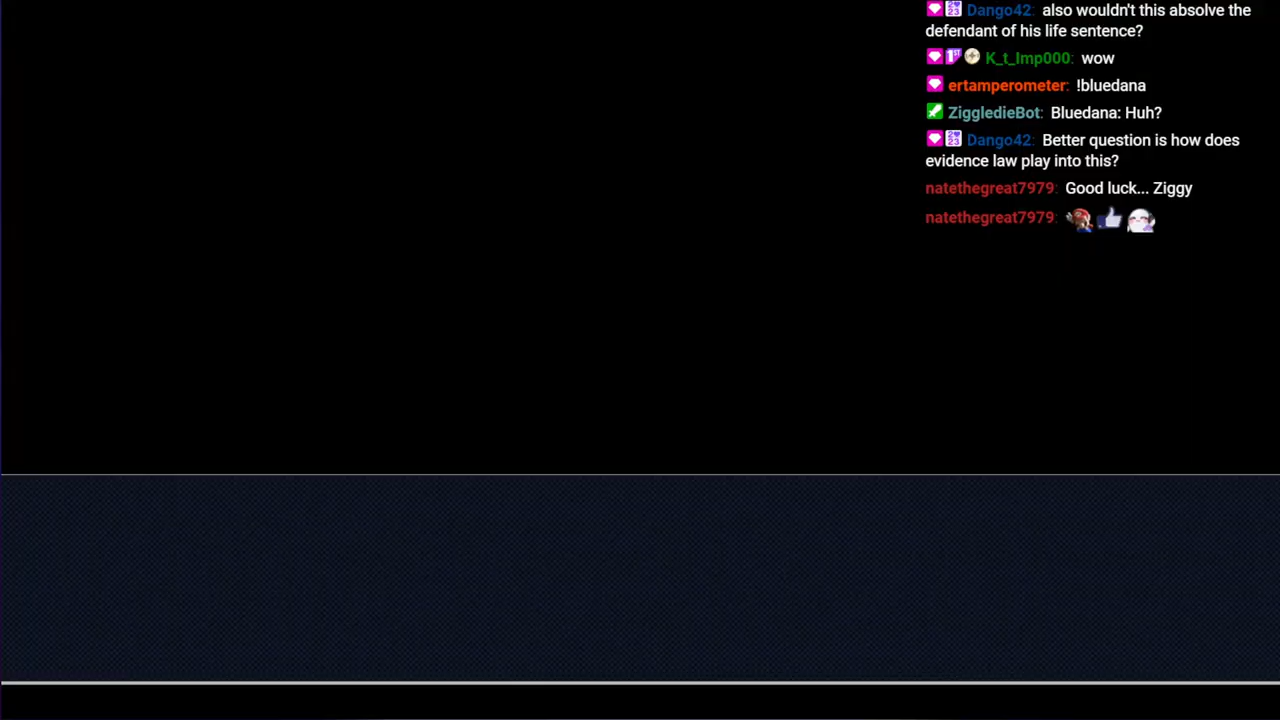 Dango42: also wouldn't this absolve the
defendant of his life sentence?
K_t_Imp000: wow
ertamperometer: !bluedana
ZiggledieBot: Bluedana: Huh?
Dango42: Better question is how does
evidence law play into this?
natethegreat7979: Good luck... Ziggy
natethegreat7979: